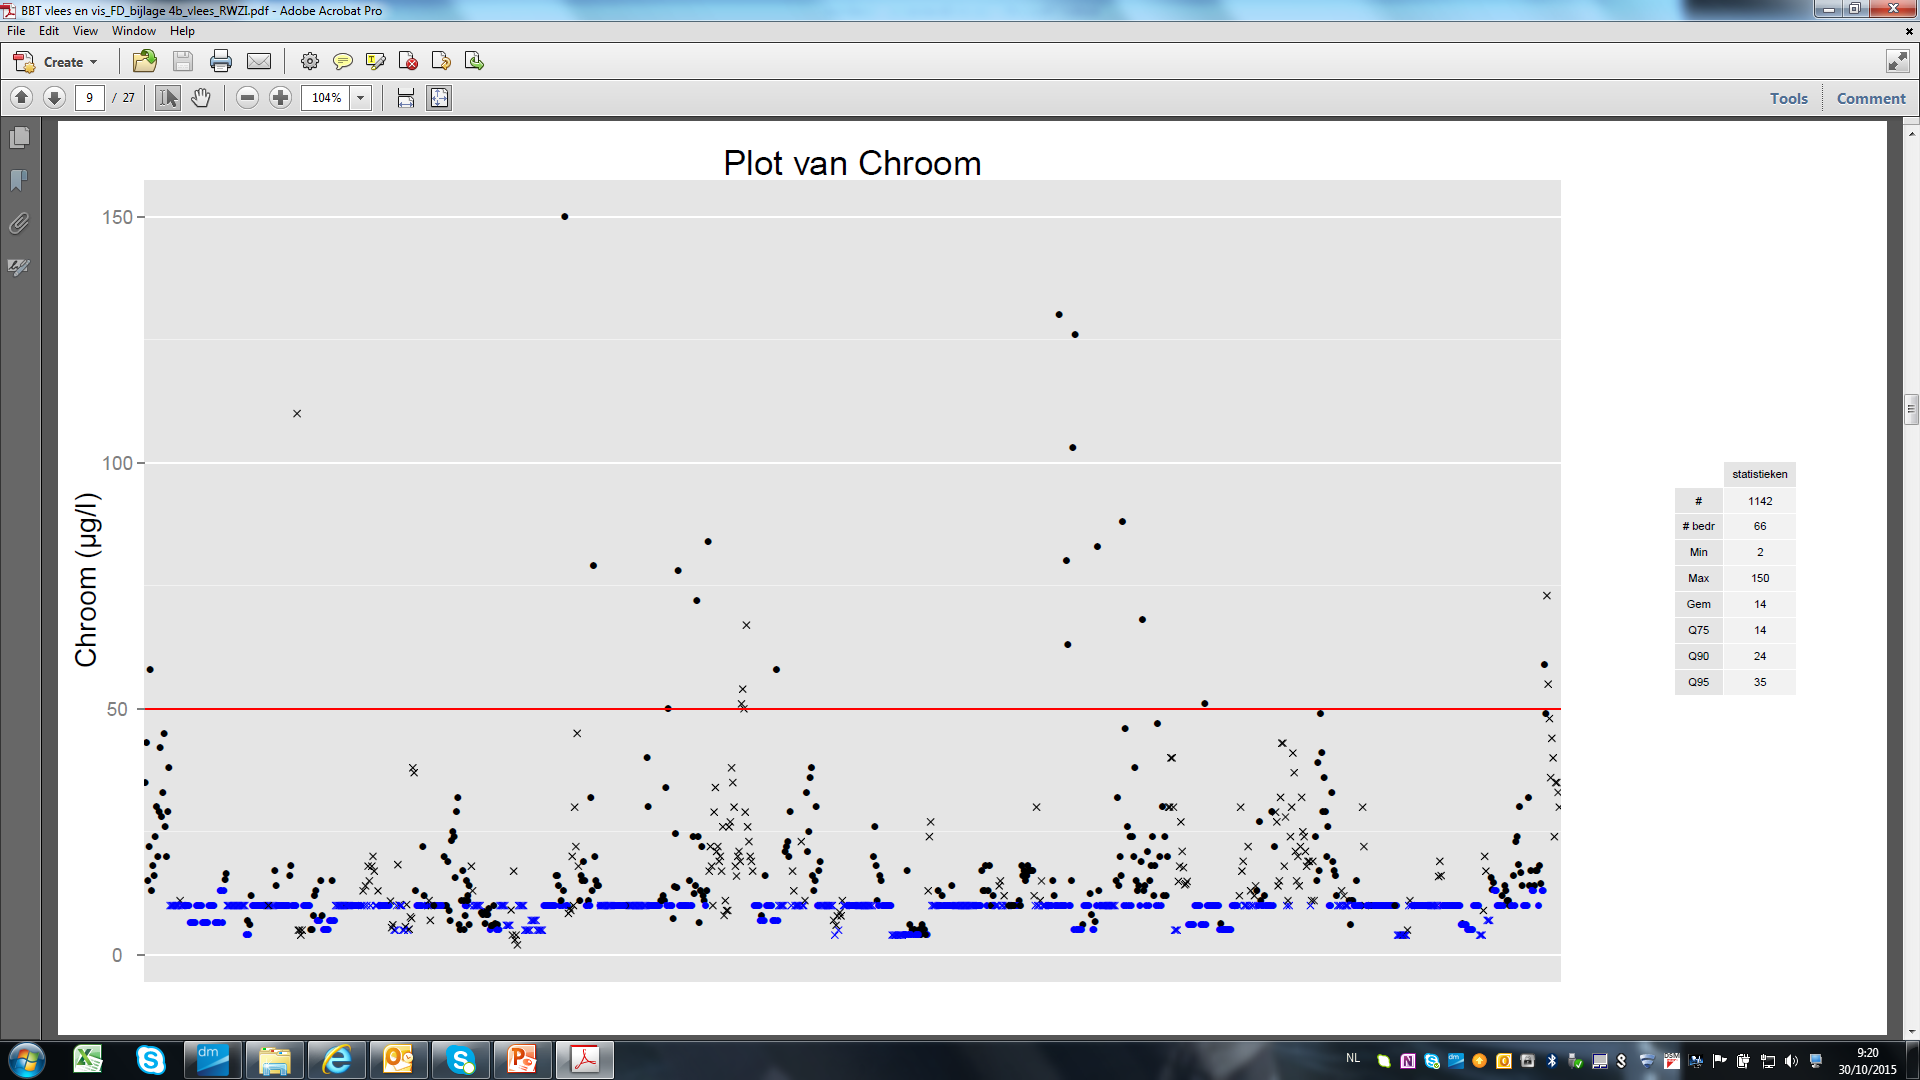 BBT vlees en vis_FD_bijlage 4b_vlees_RWZI.pdf - Adobe Acrobat Pro
File Edit View Window Help
Create
9 / 27 104% Tools Comment
Plot van Chroom
150
100
50
0
Chroom (µg/l)
statistieken
# 1142
# bedr 66
Min 2
Max 150
Gem 14
Q75 14
Q90 24
Q95 35
dm
NL
9:20
30/10/2015